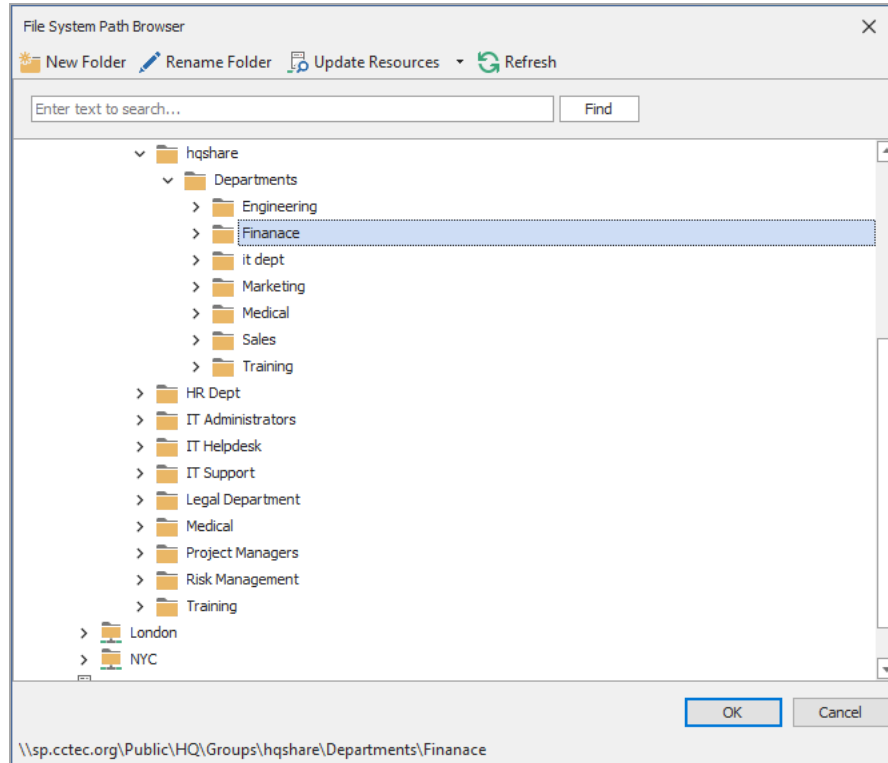 File System Path Browser
New Folder Rename Folder Update Resources Refresh
Enter text to search... Find
hqshare
Departments
Engineering
Finanace
it dept
Marketing
Medical
Sales
Training
HR Dept
IT Administrators
IT Helpdesk
IT Support
Legal Department
Medical
Project Managers
Risk Management
Training
London
NYC
OK Cancel
\\sp.cctec.org\Public\HQ\Groups\hqshare\Departments\Finanace